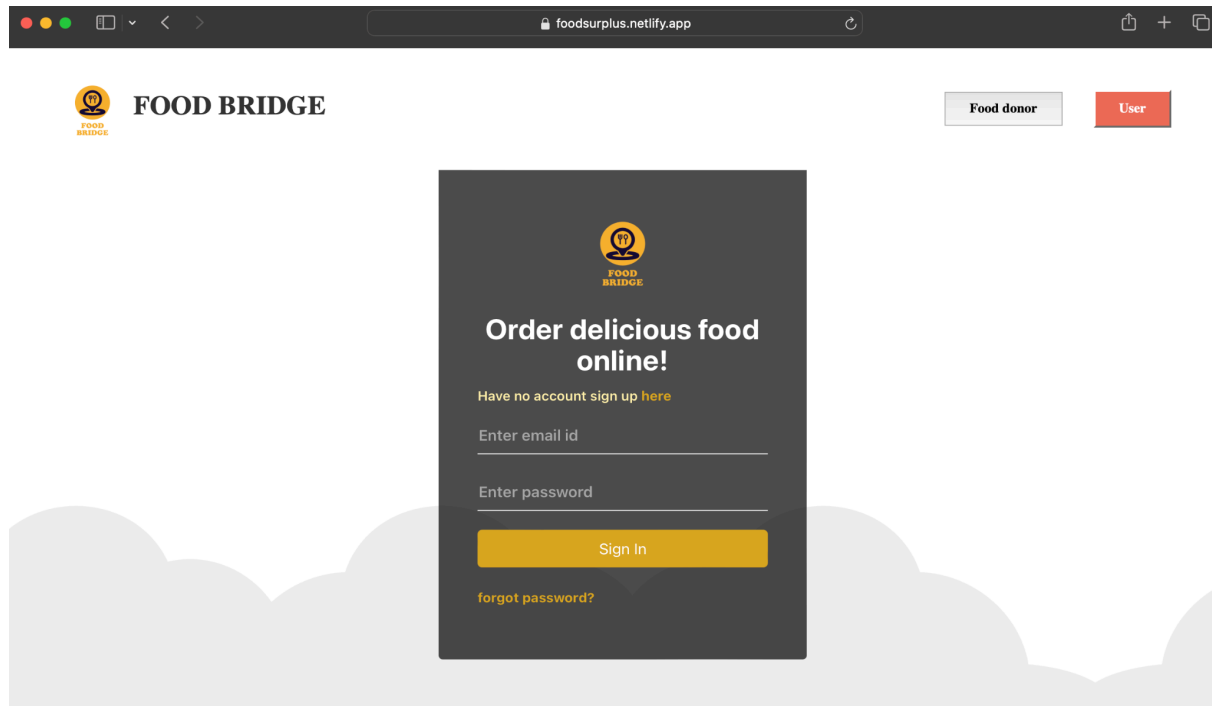 foodsurplus.netlify.app
FOOD
BRIDGE
FOOD BRIDGE
Food donor
User
FOOD
BRIDGE
Order delicious food
online!
Have no account sign up here
Enter email id
Enter password
Sign In
forgot password?